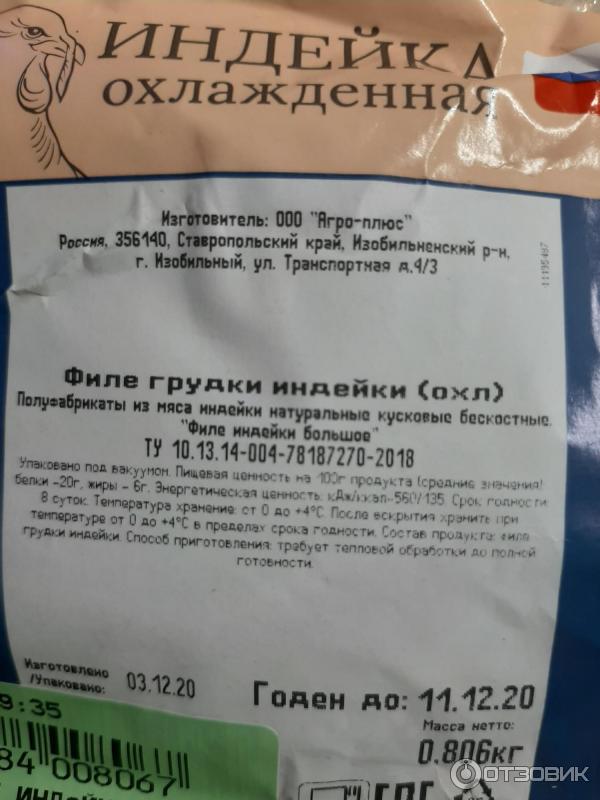 ИНДЕЙКА
охлажденная
Изготовитель: ООО "Агро-плюс"
Россия, 356140, Ставропольский край, Изобильненский р-н,
г. Изобильный, ул. Транспортная д.4/3
11195487
Филе грудки индейки (охл)
Полуфабрикаты из мяса индейки натуральные кусковые бескостные.
"Филе индейки большое"
ТУ 10.13.14-004-78187270-2018
Упаковано под вакуумом. Пищевая ценность на 100г продукта (средние значения)
белки -20г, жиры - 6г. Энергетическая ценность: кДж/ккал-560/135. Срок годности:
8 суток. Температура хранение: от 0 до +4°С. После вскрытия хранить при
температуре от 0 до +4°С в пределах срока годности. Состав продукта: филе
грудки индейки. Способ приготовления: требует тепловой обработки до полной
готовности.
Изготовлено
/Упаковано: 03.12.20
Годен до: 11.12.20
Масса нетто:
0.806кг
9:35
84 008067
ОТЗОВИК